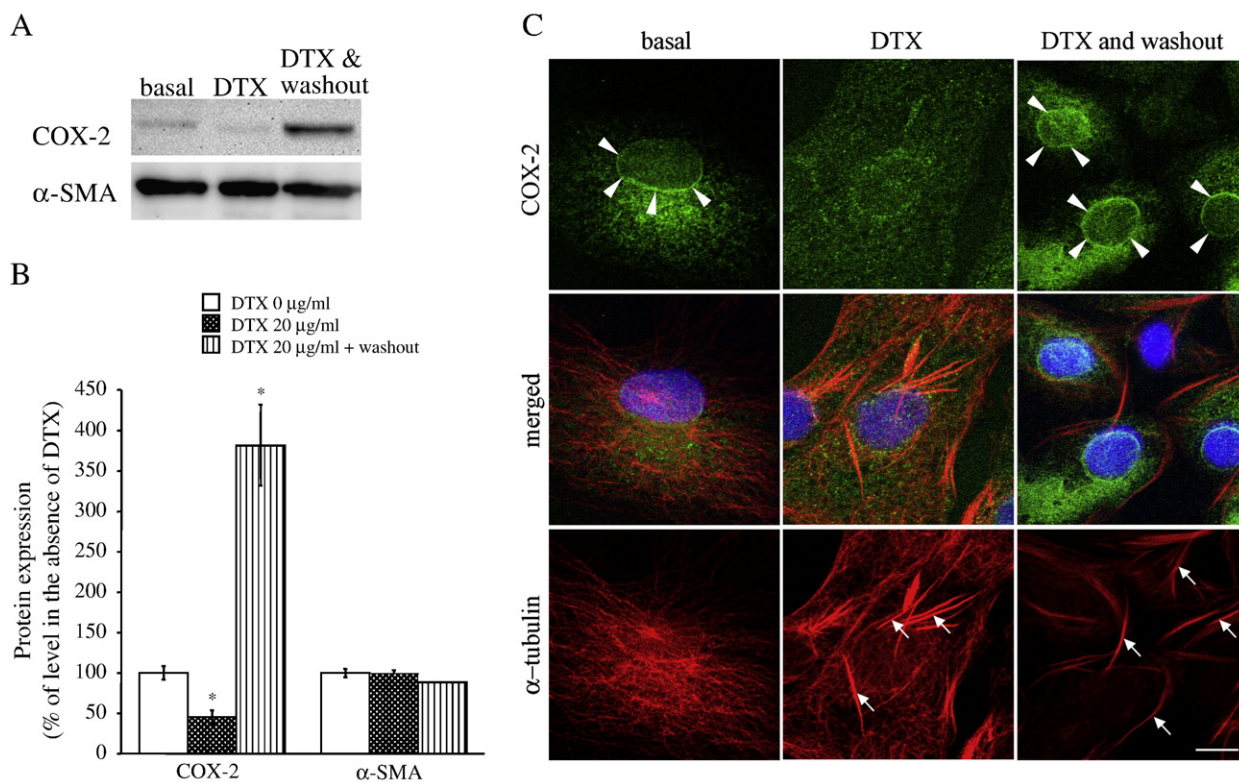 A
basal
DTX
DTX &
washout
COX-2
α-SMA
B
DTX 0 µg/ml
DTX 20 µg/ml
DTX 20 µg/ml + washout
Protein expression
(% of level in the absence of DTX)
450
400
350
300
250
200
150
100
50
0
*
*
COX-2
α-SMA
C
basal
DTX
DTX and washout
COX-2
merged
α-tubulin